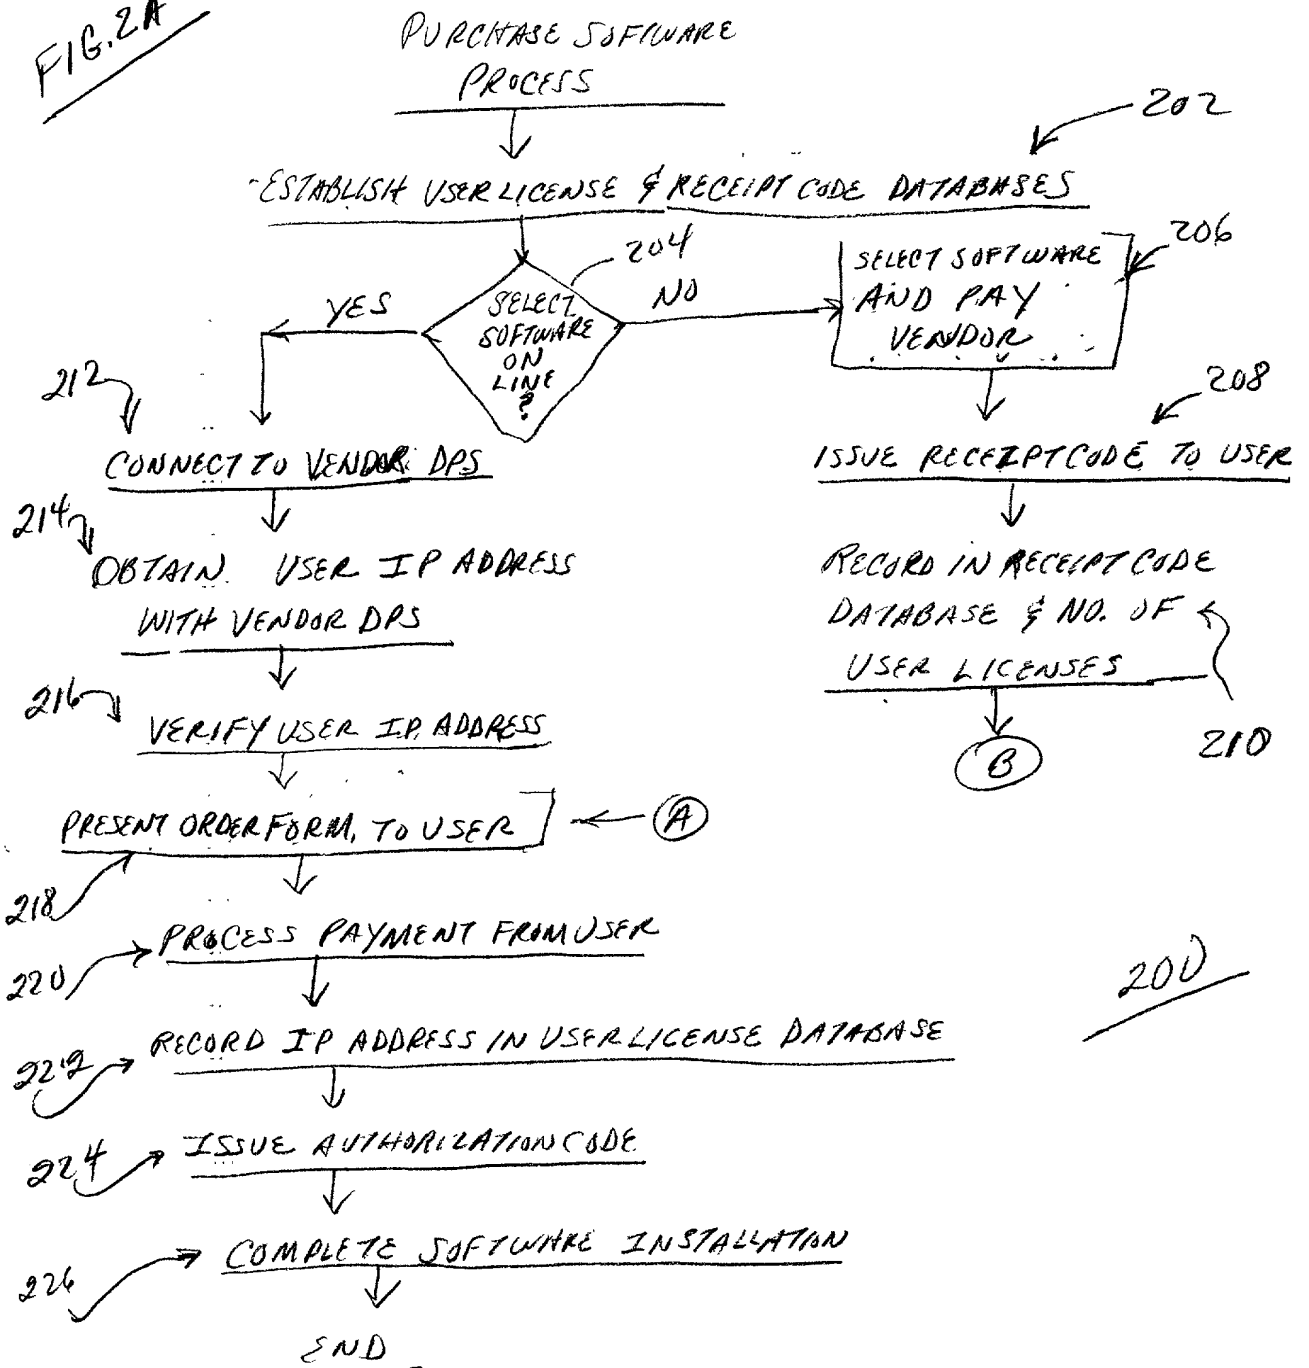 FIG. 2A
PURCHASE SOFTWARE
PROCESS
202
ESTABLISH USER LICENSE & RECEIPT CODE DATABASES
204
SELECT
SOFTWARE
ON
LINE
?
YES
NO
206
SELECT SOFTWARE
AND PAY
VENDOR
208
ISSUE RECEIPT CODE TO USER
RECORD IN RECEIPT CODE
DATABASE & NO. OF
USER LICENSES
210
B
212
CONNECT TO VENDOR DPS
214
OBTAIN USER IP ADDRESS
WITH VENDOR DPS
216
VERIFY USER IP ADDRESS
PRESENT ORDER FORM TO USER
A
218
PROCESS PAYMENT FROM USER
220
200
RECORD IP ADDRESS IN USER LICENSE DATABASE
222
ISSUE AUTHORIZATION CODE
224
COMPLETE SOFTWARE INSTALLATION
226
END